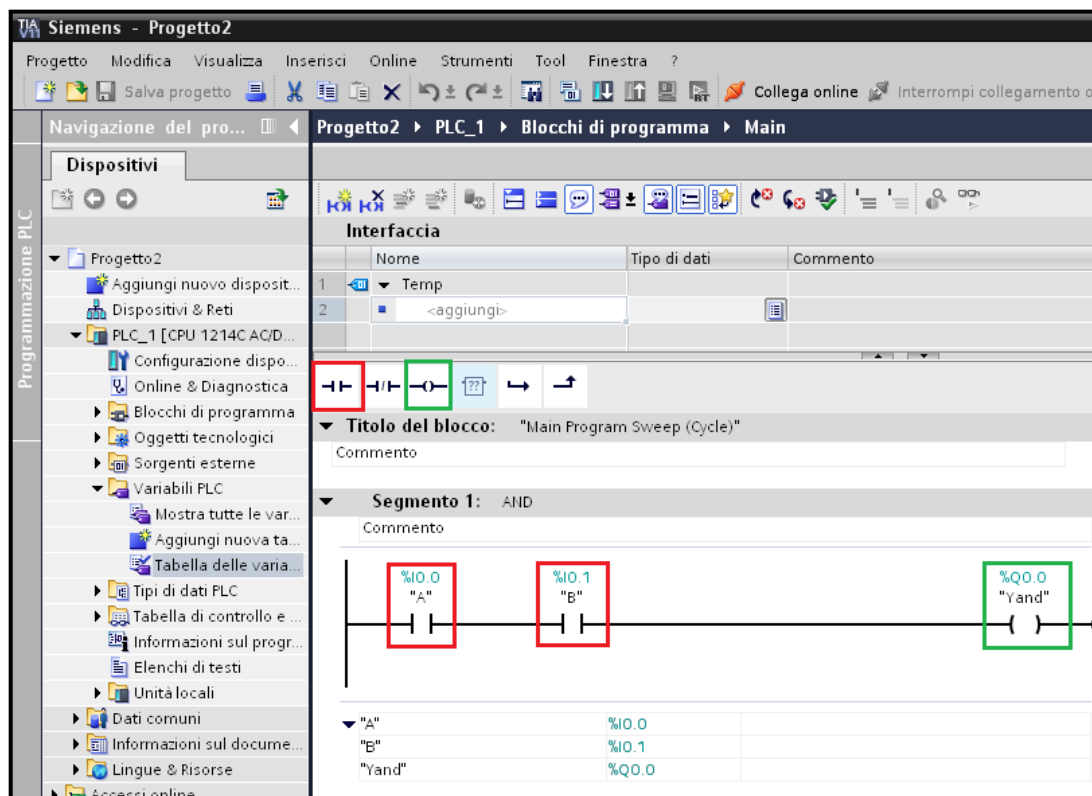 TIA V11 Siemens - Progetto2
Progetto Modifica Visualizza Inserisci Online Strumenti Tool Finestra ?
Salva progetto Collega online Interrompi collegamento o
Navigazione del pro... Progetto2 PLC_1 Blocchi di programma Main
Dispositivi
Programmazione PLC
Interfaccia
Nome Tipo di dati Commento
1 Temp
2 <aggiungi>
Progetto2
Aggiungi nuovo disposit...
Dispositivi & Reti
PLC_1 [CPU 1214C AC/D...
Configurazione dispo...
Online & Diagnostica
Blocchi di programma
Oggetti tecnologici
Sorgenti esterne
Variabili PLC
Mostra tutte le var...
Aggiungi nuova ta...
Tabella delle varia...
Tipi di dati PLC
Tabella di controllo e ...
Informazioni sul progr...
Elenchi di testi
Unità locali
Dati comuni
Informazioni sul docume...
Lingue & Risorse
Accessi online
??
Titolo del blocco: "Main Program Sweep (Cycle)"
Commento
Segmento 1: AND
Commento
%I0.0 %I0.1 %Q0.0
"A" "B" "Yand"
"A" %I0.0
"B" %I0.1
"Yand" %Q0.0